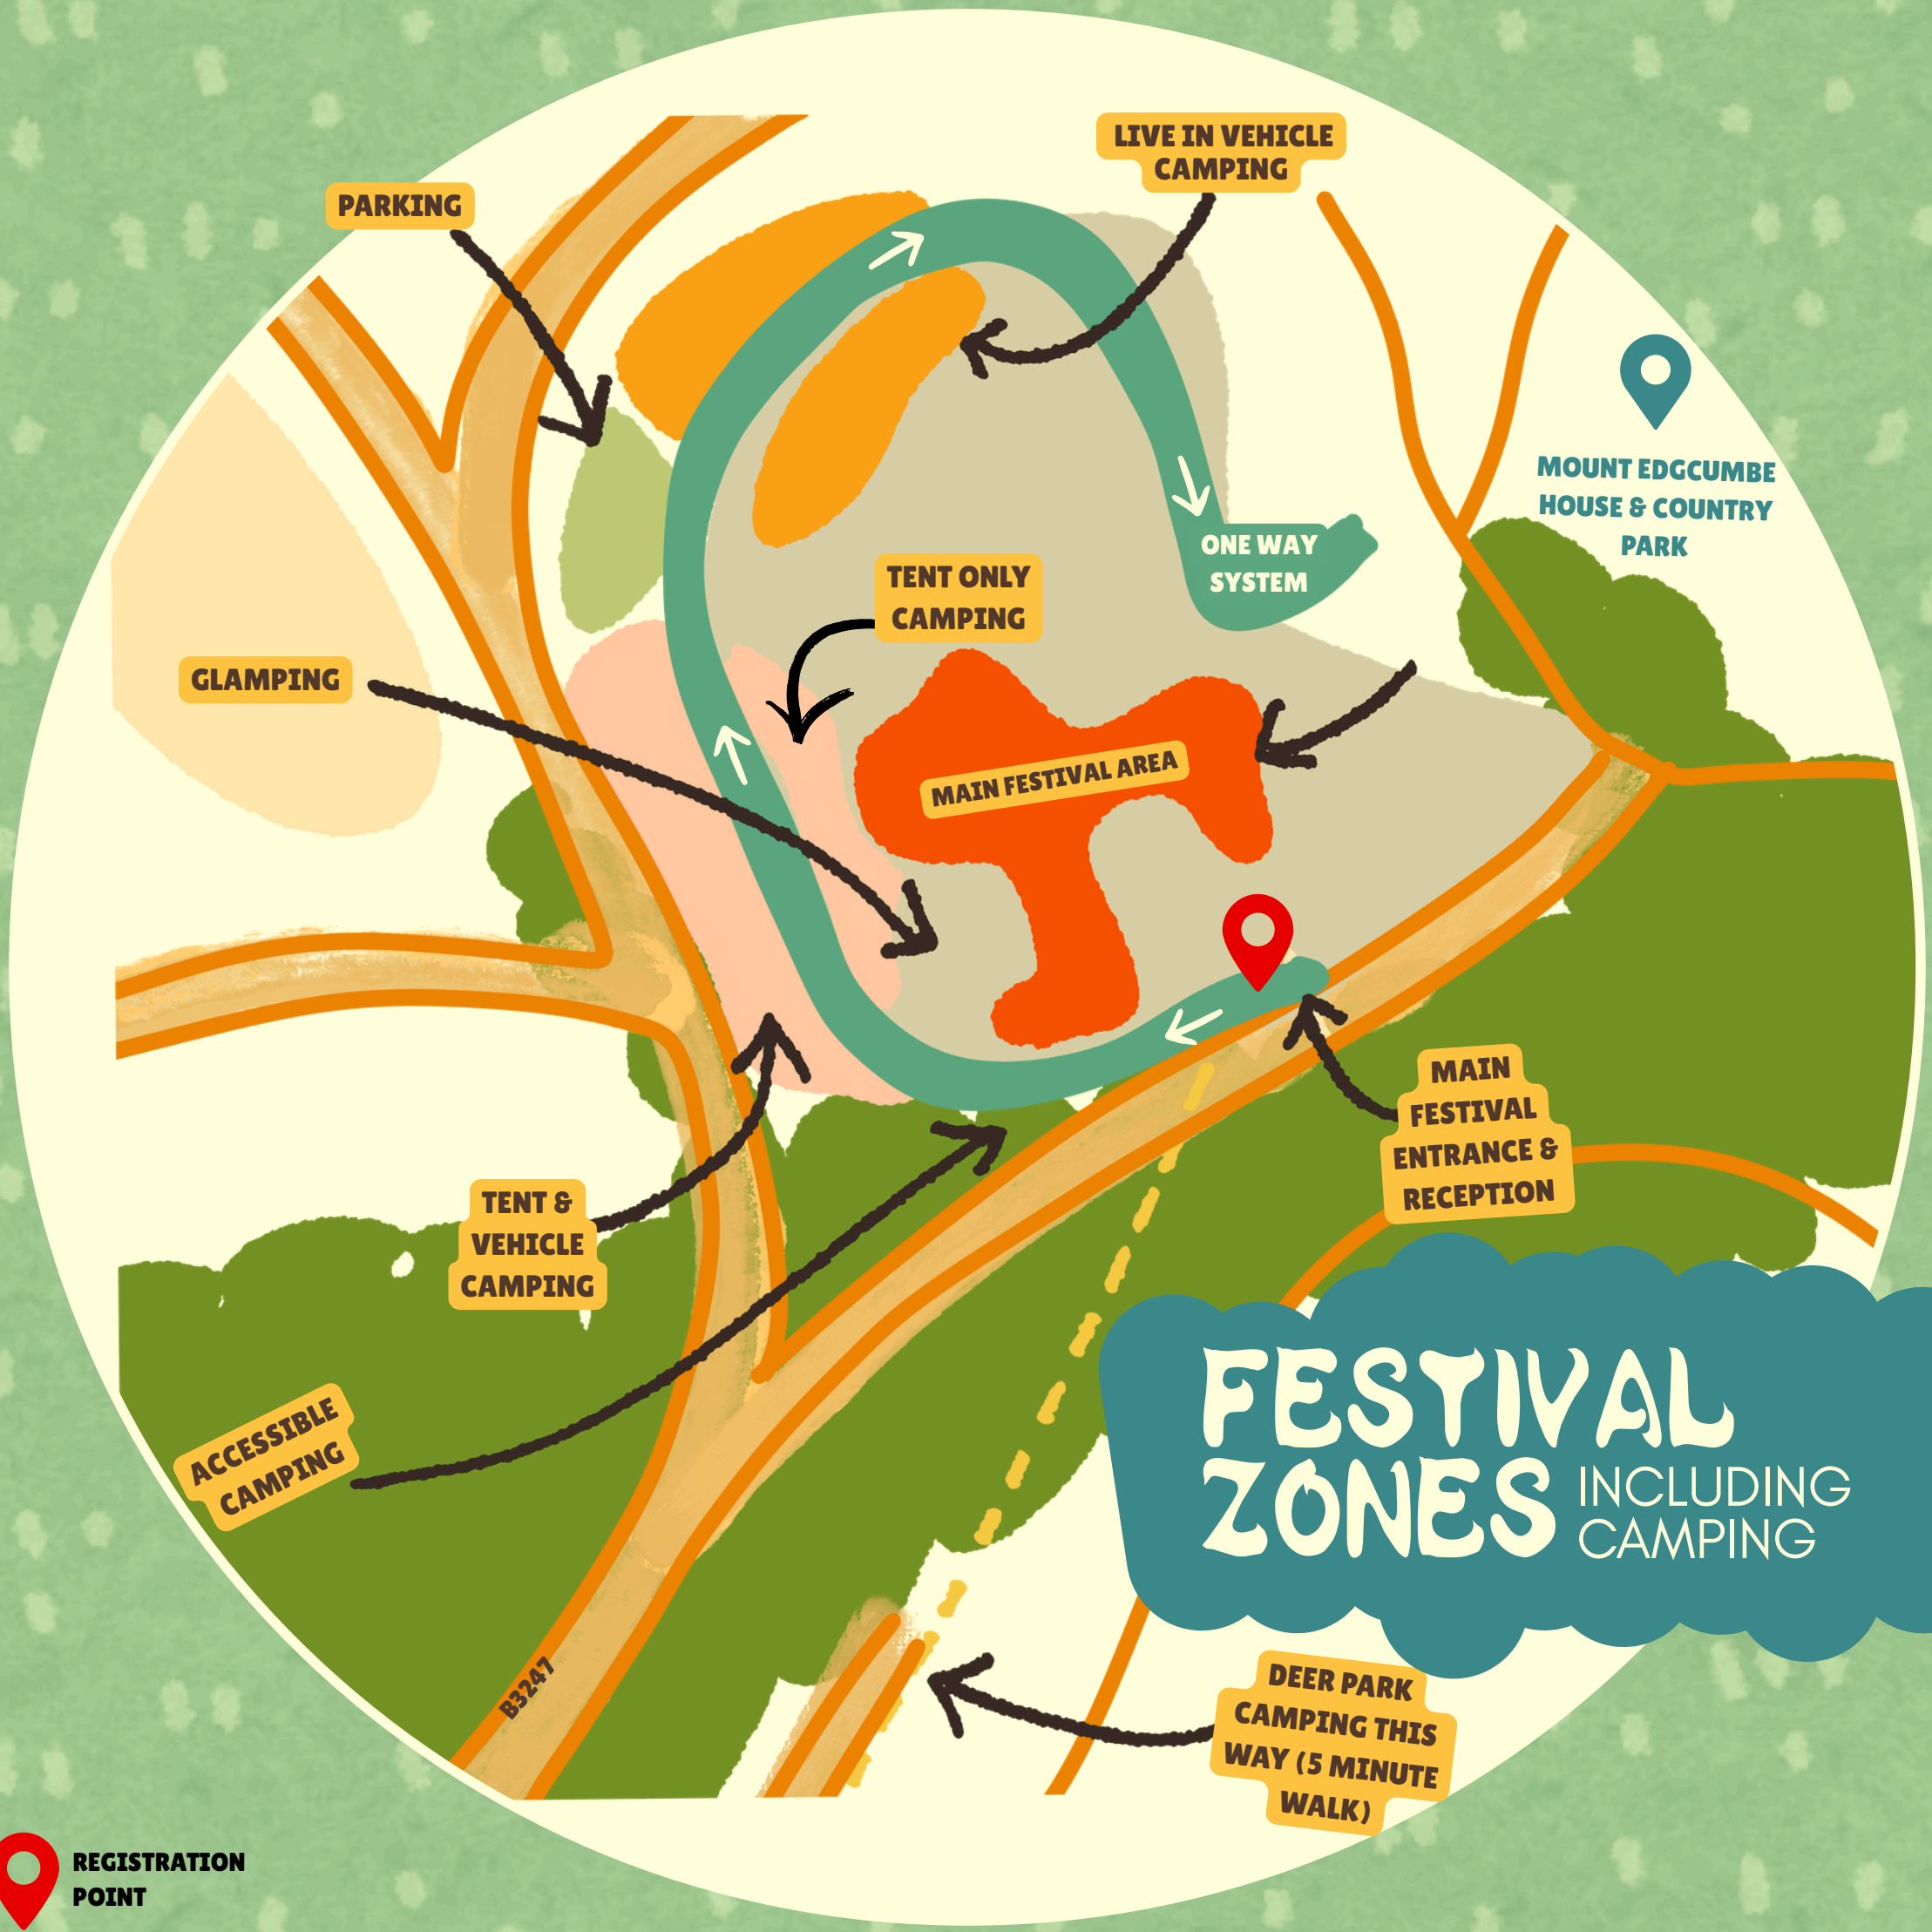 LIVE IN VEHICLE
CAMPING
PARKING
MOUNT EDGCUMBE
HOUSE & COUNTRY
PARK
ONE WAY
SYSTEM
TENT ONLY
CAMPING
GLAMPING
MAIN FESTIVAL AREA
MAIN
FESTIVAL
ENTRANCE &
RECEPTION
TENT &
VEHICLE
CAMPING
ACCESSIBLE
CAMPING
FESTIVAL
ZONES
INCLUDING
CAMPING
B3247
DEER PARK
CAMPING THIS
WAY (5 MINUTE
WALK)
REGISTRATION
POINT